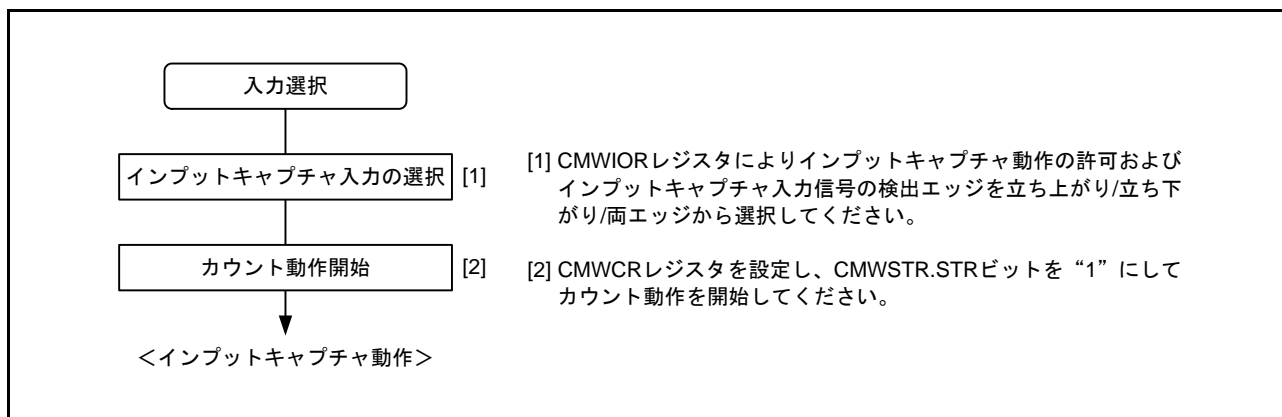 入力選択
インプットキャプチャ入力の選択 [1]
[1] CMWIORレジスタによりインプットキャプチャ動作の許可および
インプットキャプチャ入力信号の検出エッジを立ち上がり/立ち下
がり/両エッジから選択してください。
カウント動作開始 [2]
[2] CMWCRレジスタを設定し、CMWSTR.STRビットを“1”にして
カウント動作を開始してください。
＜インプットキャプチャ動作＞